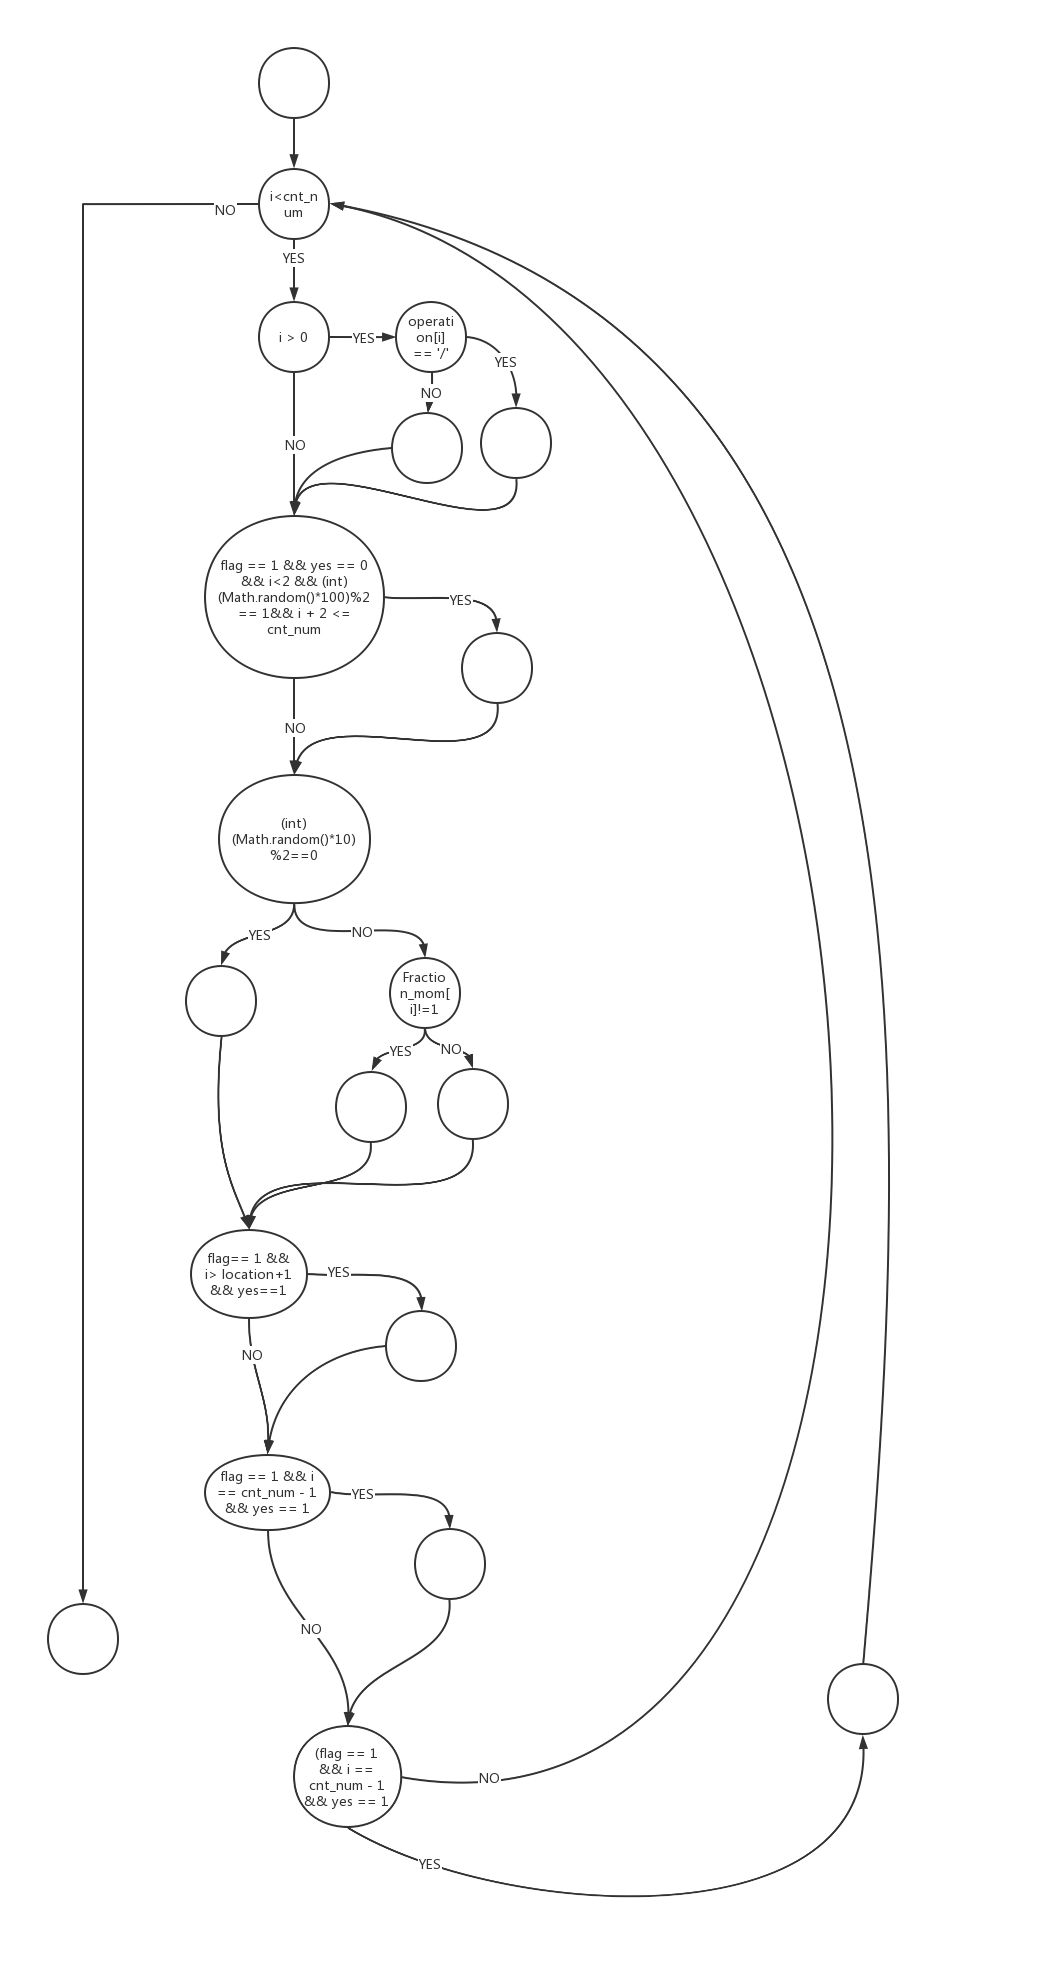 i<cnt_n
um
NO
YES
i > 0
YES
operati
on[i]
== '/'
YES
NO
NO
flag == 1 && yes == 0
&& i<2 && (int)
(Math.random()*100)%2
== 1&& i + 2 <=
cnt_num
YES
NO
(int)
(Math.random()*10)
%2==0
YES
NO
Fractio
n_mom[
i]!=1
YES
NO
flag== 1 &&
i> location+1
&& yes==1
YES
NO
flag == 1 && i
== cnt_num - 1
&& yes == 1
YES
NO
(flag == 1
&& i ==
cnt_num - 1
&& yes == 1
NO
YES